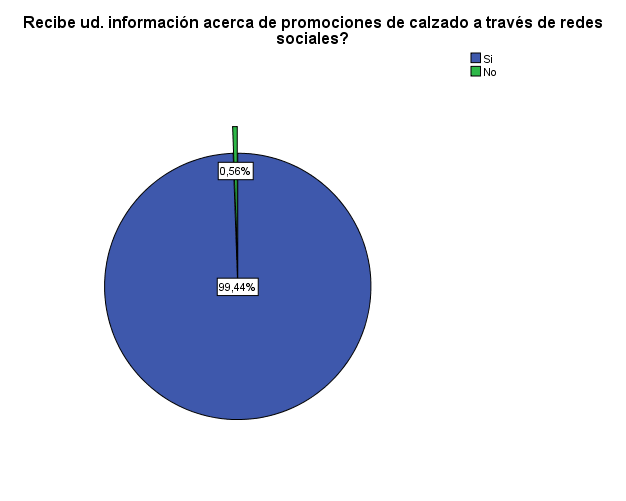 Recibe ud. información acerca de promociones de calzado a través de redes
sociales?
Si
No
0,56%
99,44%